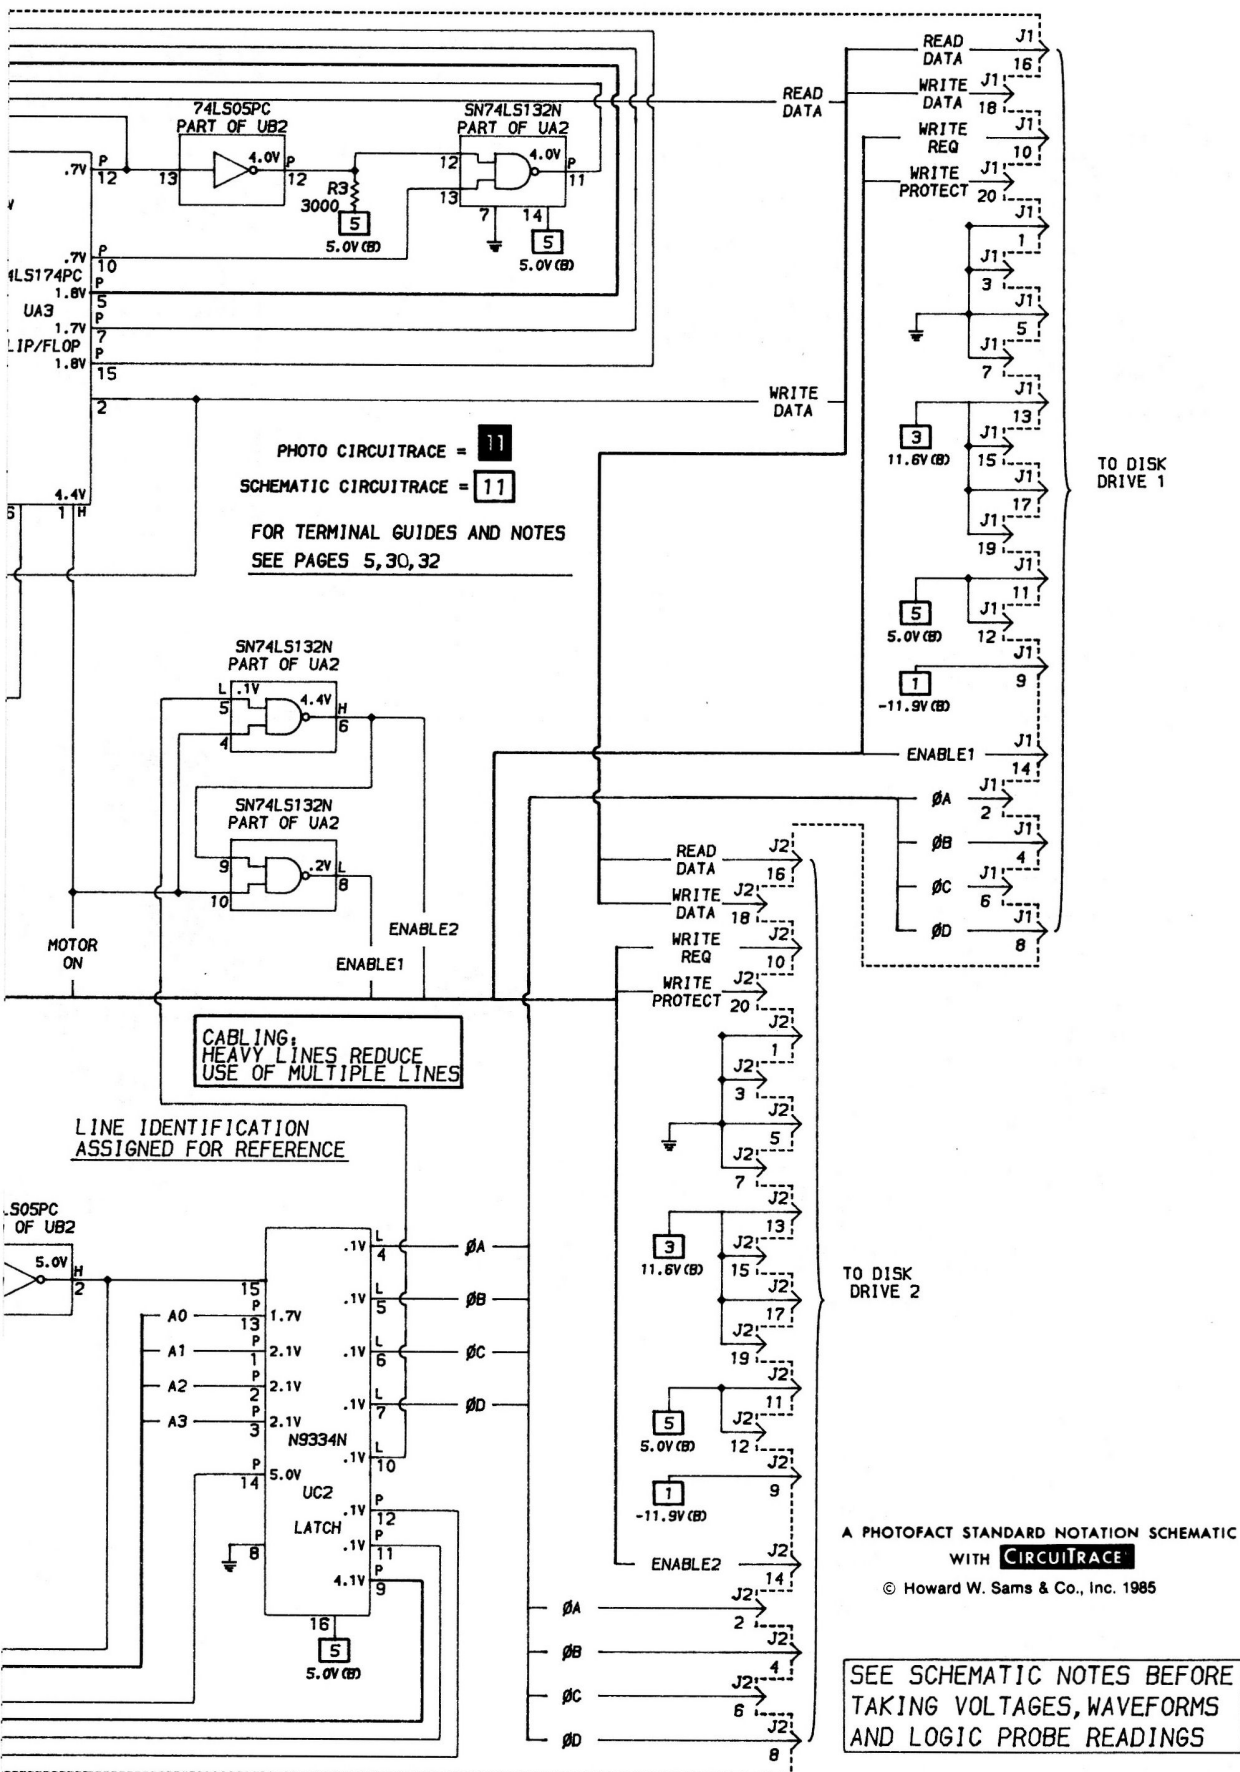 READ DATA
J1
16
WRITE DATA
J1
18
READ DATA
WRITE REQ
J1
10
WRITE PROTECT
J1
20
74LS05PC
PART OF UB2
SN74LS132N
PART OF UA2
.7V
P
12
13
4.0V
P
12
R3
3000
5
5.0V(B)
12
13
4.0V
P
11
7
14
5
5.0V(B)
.7V
P
10
4LS174PC
1.8V
P
5
UA3
1.7V
P
7
LIP/FLOP
1.8V
P
15
2
4.4V
1
H
J1
1
J1
3
J1
5
J1
7
WRITE DATA
3
11.6V(B)
J1
13
J1
15
J1
17
J1
19
5
5.0V(B)
J1
11
J1
12
1
-11.9V(B)
J1
9
ENABLE1
J1
14
ØA
J1
2
ØB
J1
4
ØC
J1
6
ØD
J1
8
TO DISK
DRIVE 1
PHOTO CIRCUITRACE = 11
SCHEMATIC CIRCUITRACE = 11
FOR TERMINAL GUIDES AND NOTES
SEE PAGES 5,30,32
SN74LS132N
PART OF UA2
L
.1V
5
4
4.4V
H
6
SN74LS132N
PART OF UA2
9
10
.2V
L
8
MOTOR
ON
ENABLE2
ENABLE1
CABLING:
HEAVY LINES REDUCE
USE OF MULTIPLE LINES
LINE IDENTIFICATION
ASSIGNED FOR REFERENCE
READ DATA
J2
16
WRITE DATA
J2
18
WRITE REQ
J2
10
WRITE PROTECT
J2
20
J2
1
J2
3
J2
5
J2
7
3
11.6V(B)
J2
13
J2
15
J2
17
J2
19
5
5.0V(B)
J2
11
J2
12
1
-11.9V(B)
J2
9
ENABLE2
J2
14
ØA
J2
2
ØB
J2
4
ØC
J2
6
ØD
J2
8
TO DISK
DRIVE 2
LS05PC
OF UB2
5.0V
H
2
15
A0
P
13
1.7V
A1
P
1
2.1V
A2
P
2
2.1V
A3
P
3
2.1V
N9334N
P
14
5.0V
UC2
LATCH
8
.1V
L
4
ØA
.1V
L
5
ØB
.1V
L
6
ØC
.1V
L
7
ØD
.1V
L
10
.1V
P
12
.1V
P
11
4.1V
P
9
16
5
5.0V(B)
A PHOTOFACT STANDARD NOTATION SCHEMATIC
WITH CIRCUITRACE
© Howard W. Sams & Co., Inc. 1985
SEE SCHEMATIC NOTES BEFORE
TAKING VOLTAGES, WAVEFORMS
AND LOGIC PROBE READINGS